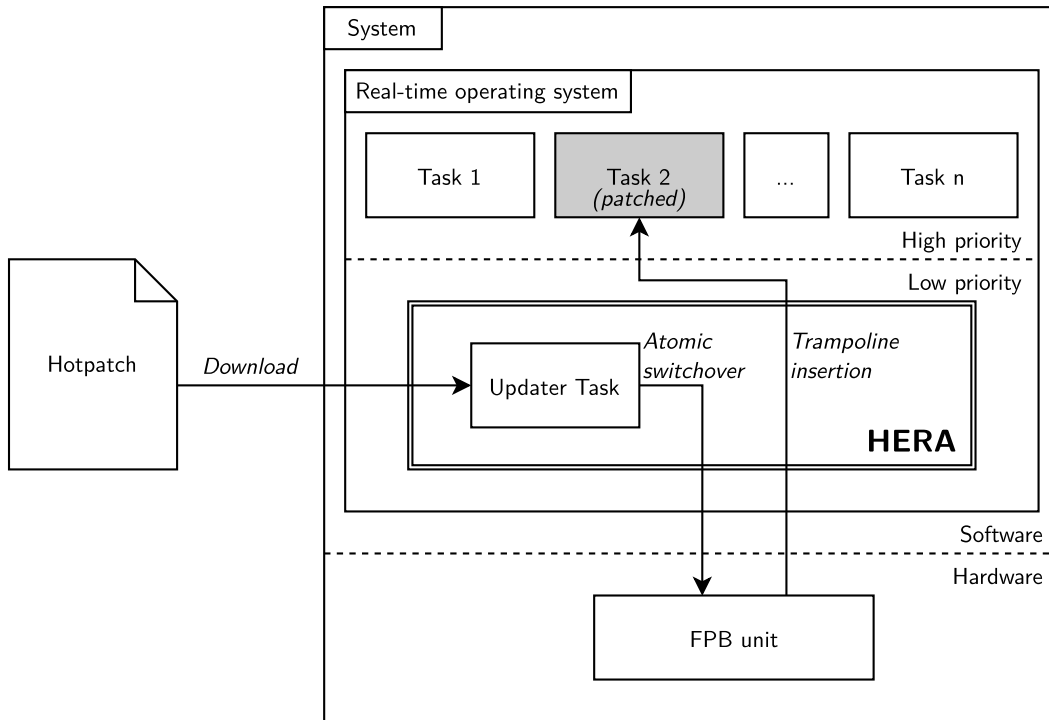 System
Real-time operating system
Task 1
Task 2
(patched)
...
Task n
High priority
Low priority
Hotpatch
Download
Updater Task
Atomic
switchover
Trampoline
insertion
HERA
Software
Hardware
FPB unit